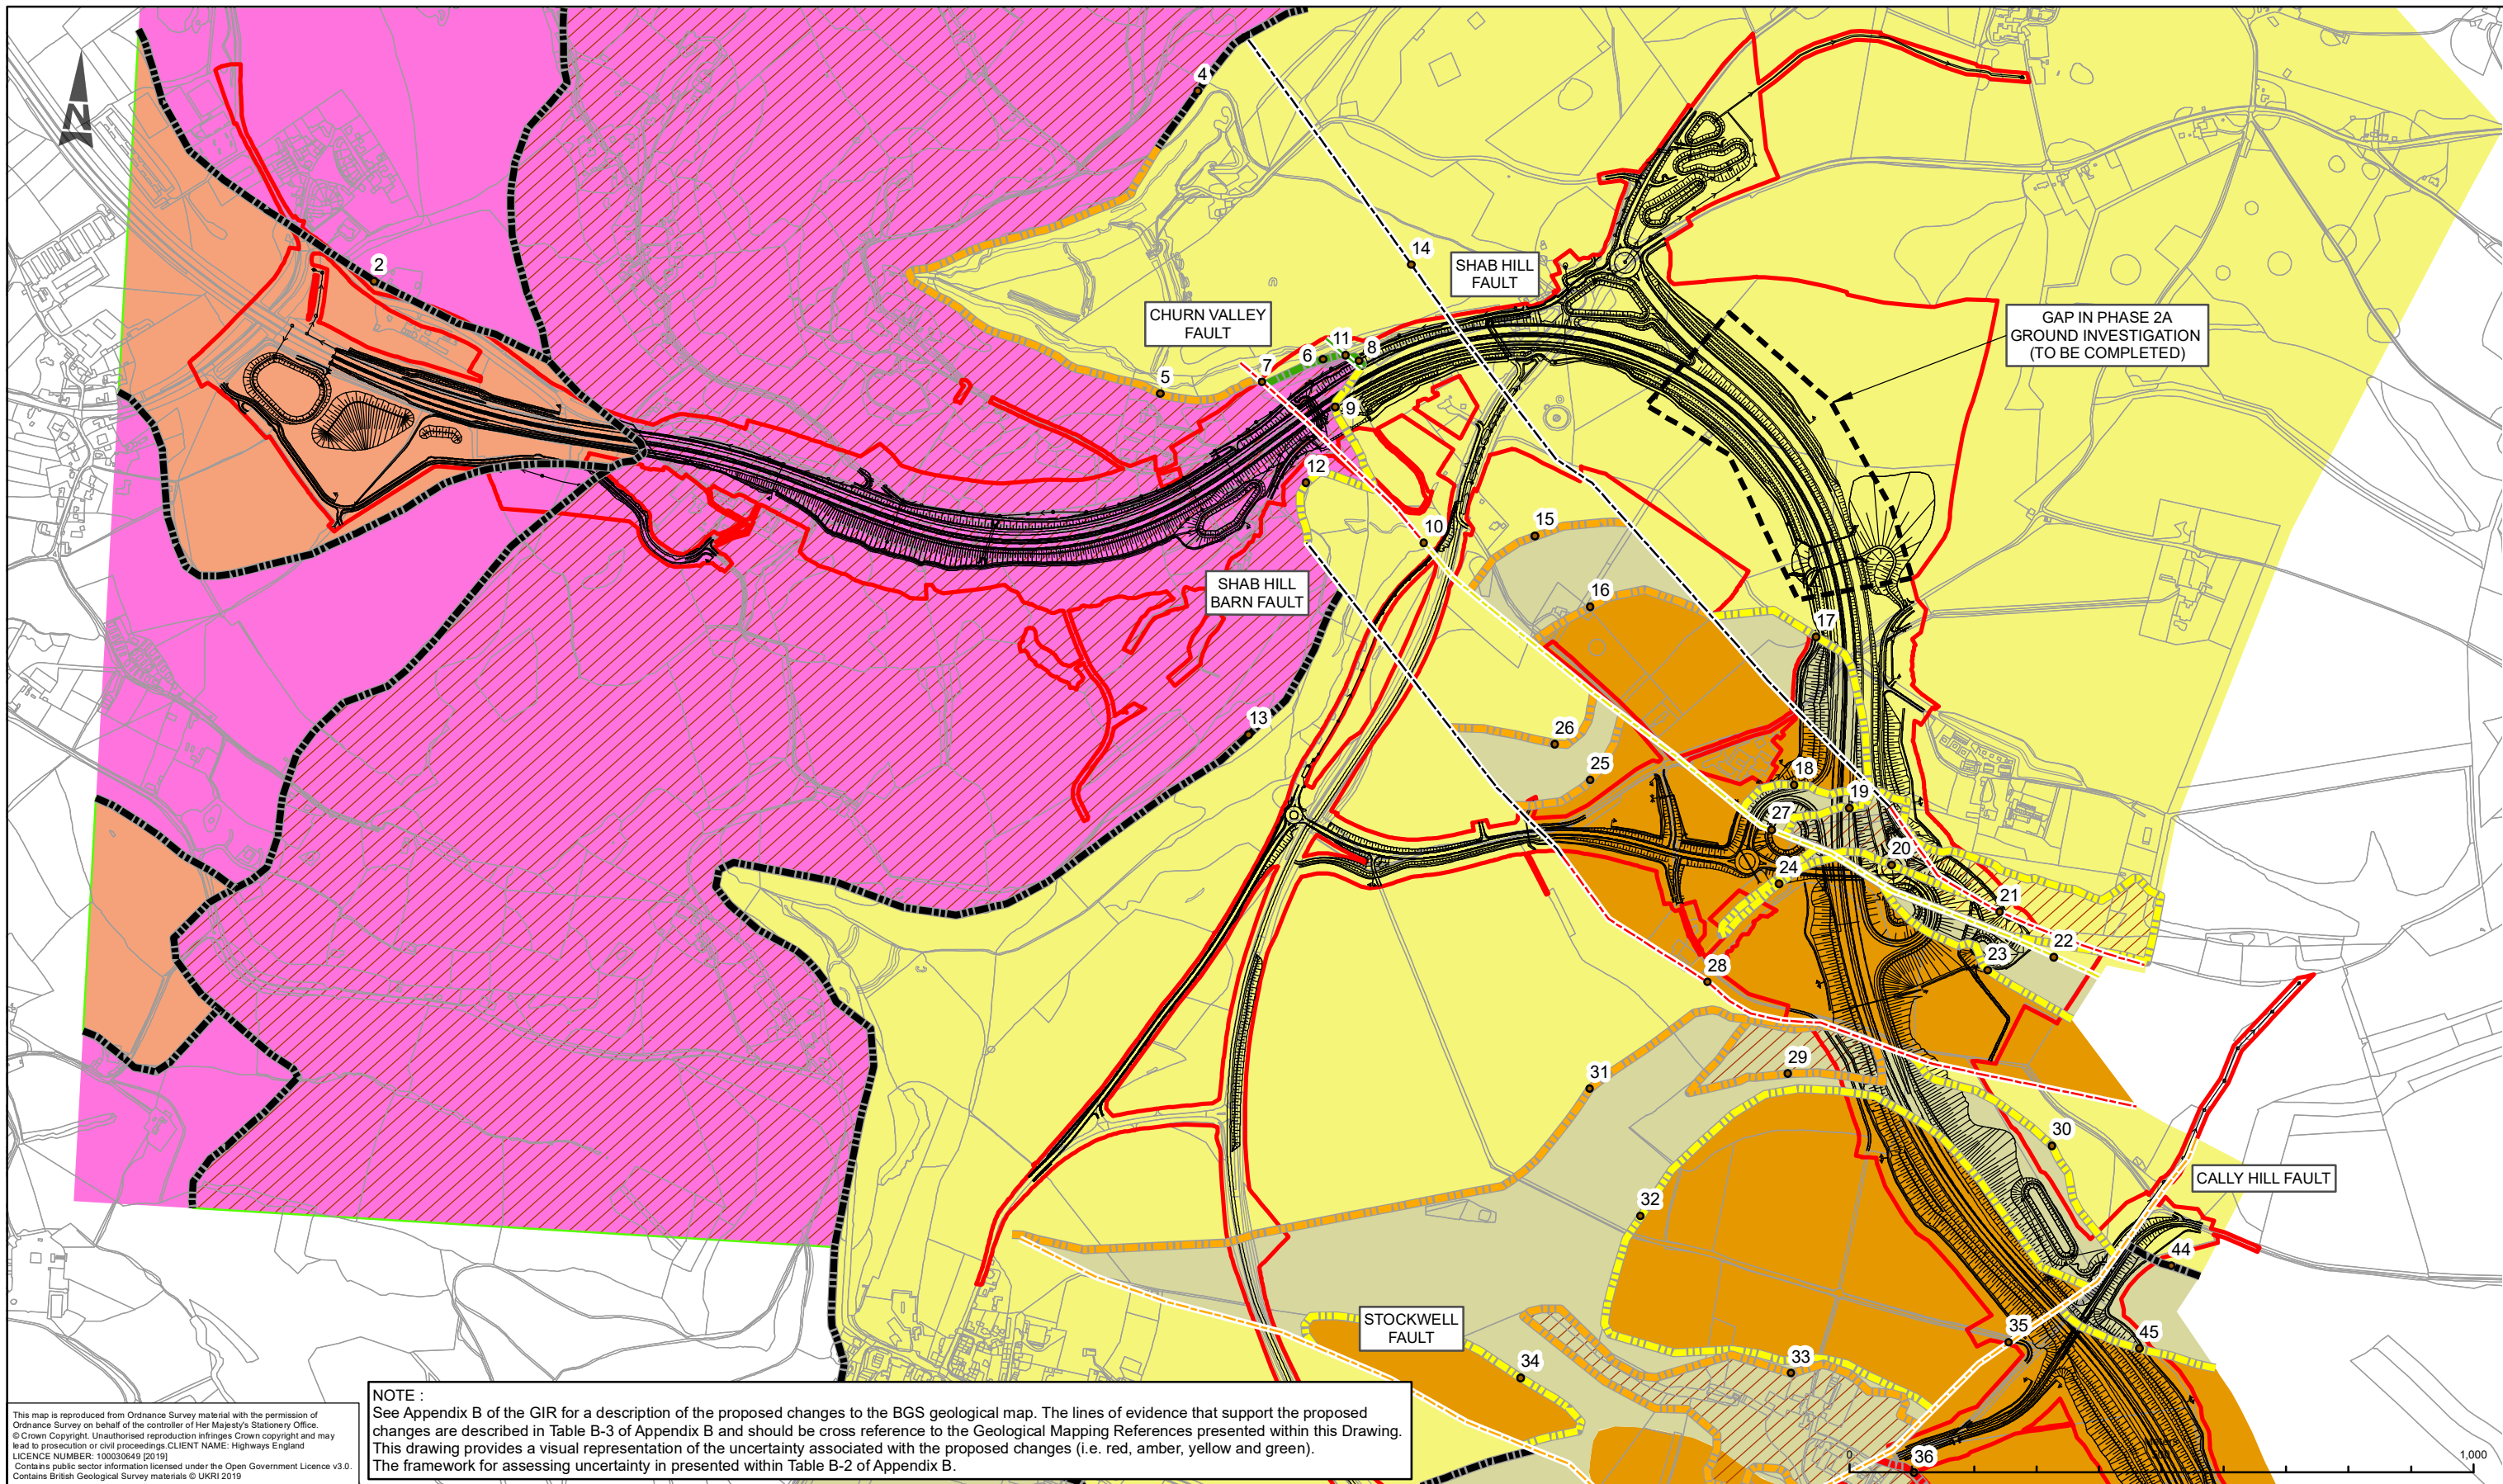 N
4
2
14
SHAB HILL
FAULT
CHURN VALLEY
FAULT
GAP IN PHASE 2A
GROUND INVESTIGATION
(TO BE COMPLETED)
11
6
8
7
5
9
12
10
15
SHAB HILL
BARN FAULT
16
17
13
26
25
18
19
27
20
24
21
22
23
28
29
31
30
CALLY HILL FAULT
32
44
STOCKWELL
FAULT
35
45
33
34
36
0
1,000
NOTE :
See Appendix B of the GIR for a description of the proposed changes to the BGS geological map. The lines of evidence that support the proposed
changes are described in Table B-3 of Appendix B and should be cross reference to the Geological Mapping References presented within this Drawing.
This drawing provides a visual representation of the uncertainty associated with the proposed changes (i.e. red, amber, yellow and green).
The framework for assessing uncertainty in presented within Table B-2 of Appendix B.
This map is reproduced from Ordnance Survey material with the permission of
Ordnance Survey on behalf of the controller of Her Majesty's Stationery Office.
© Crown Copyright. Unauthorised reproduction infringes Crown copyright and may
lead to prosecution or civil proceedings.CLIENT NAME: Highways England
LICENCE NUMBER: 100030649 [2019]
Contains public sector information licensed under the Open Government Licence v3.0.
Contains British Geological Survey materials © UKRI 2019